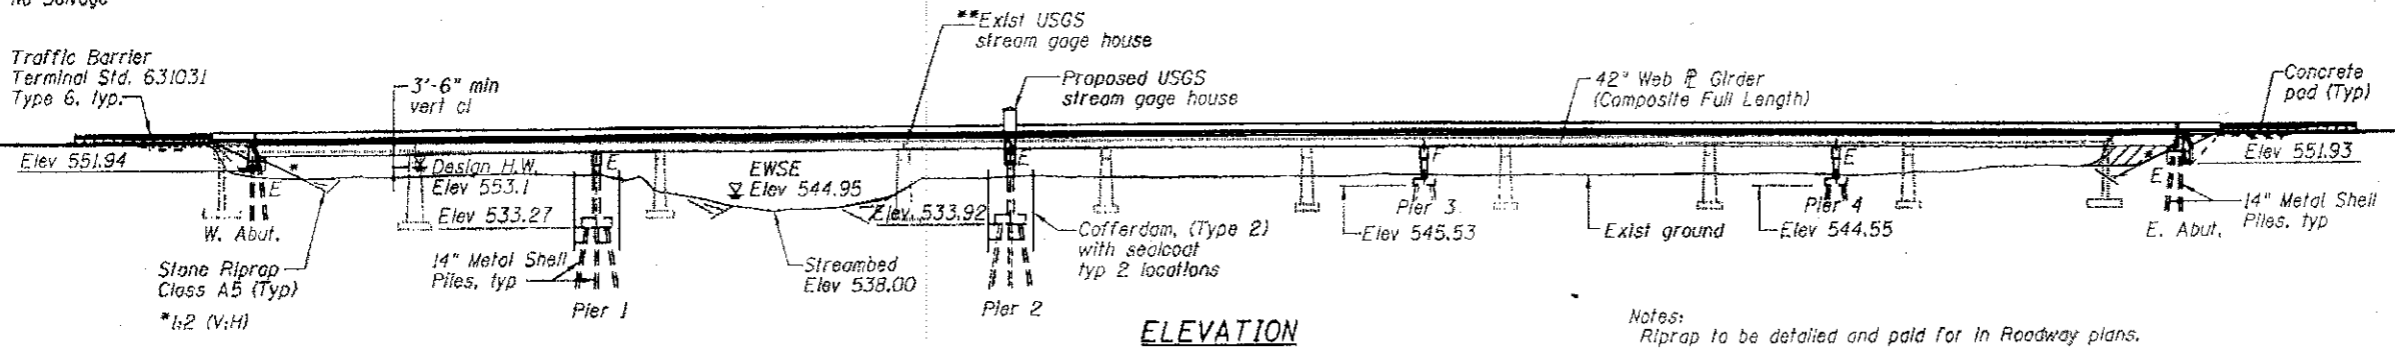 No Salvage
Traffic Barrier
Terminal Std. 631031
Type 6, typ.
3'-6" min
vert cl
**Exist USGS
stream gage house
Proposed USGS
stream gage house
42" Web PL Girder
(Composite Full Length)
Concrete
pad (Typ)
Elev 551.94
Design H.W.
Elev 553.1
EWSE
Elev 544.95
Elev 533.27
Elev. 533.92
E
E
E
F
E
E
*
*
Elev 551.93
W. Abut.
Pier 3
Pier 4
14" Metal Shell
Piles, typ
E. Abut.
Elev 545.53
Exist ground
Elev 544.55
Stone Riprap
Class A5 (Typ)
*1:2 (V:H)
14" Metal Shell
Piles, typ
Pier 1
Streambed
Elev 538.00
Cofferdam, (Type 2)
with sealcoat
typ 2 locations
Pier 2
ELEVATION
Notes:
Riprap to be detailed and paid for in Roadway plans.